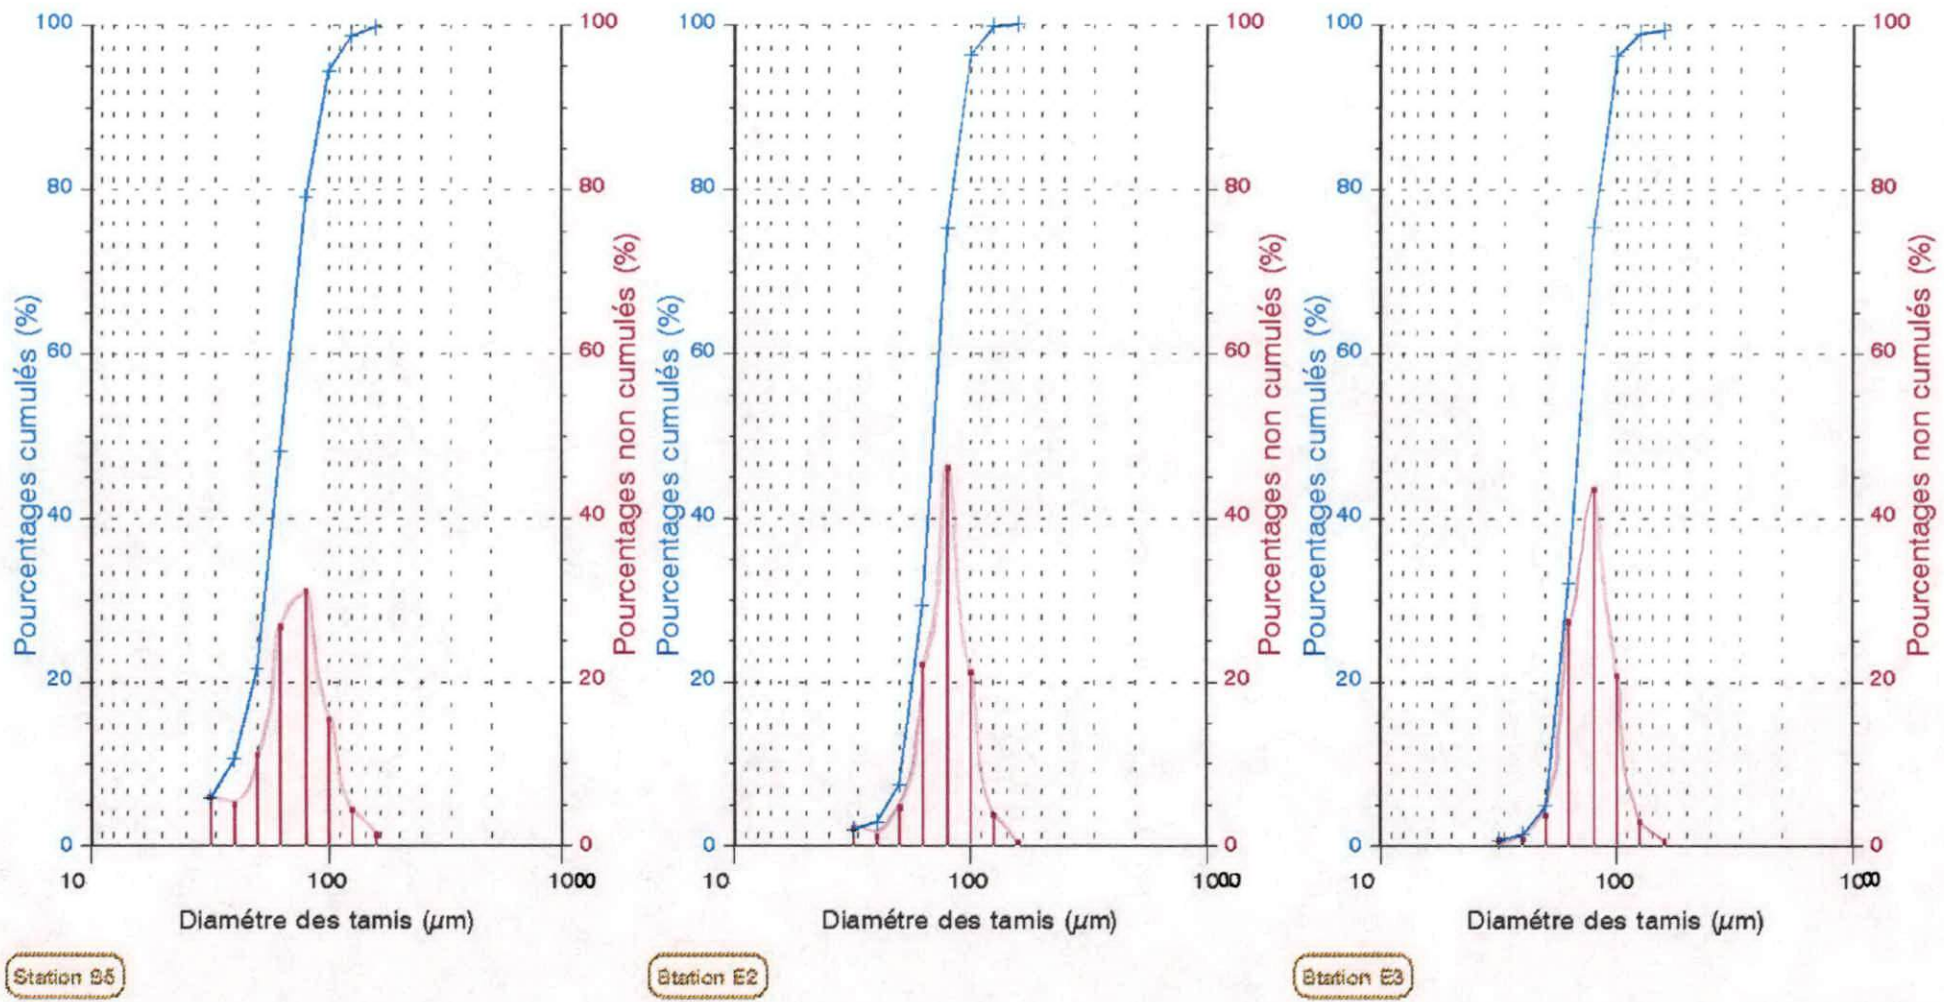 100 100 100 100 100 100
80 80 80 80 80 80
60 60 60 60 60 60
40 40 40 40 40 40
20 20 20 20 20 20
0 0 0 0 0 0
Pourcentages cumulés (%)
Pourcentages non cumulés (%)
Pourcentages cumulés (%)
Pourcentages non cumulés (%)
Pourcentages cumulés (%)
Pourcentages non cumulés (%)
10 100 1000 10 100 1000 10 100 1000
Diamétre des tamis (µm) Diamétre des tamis (µm) Diamétre des tamis (µm)
Station Station E2 Station E3